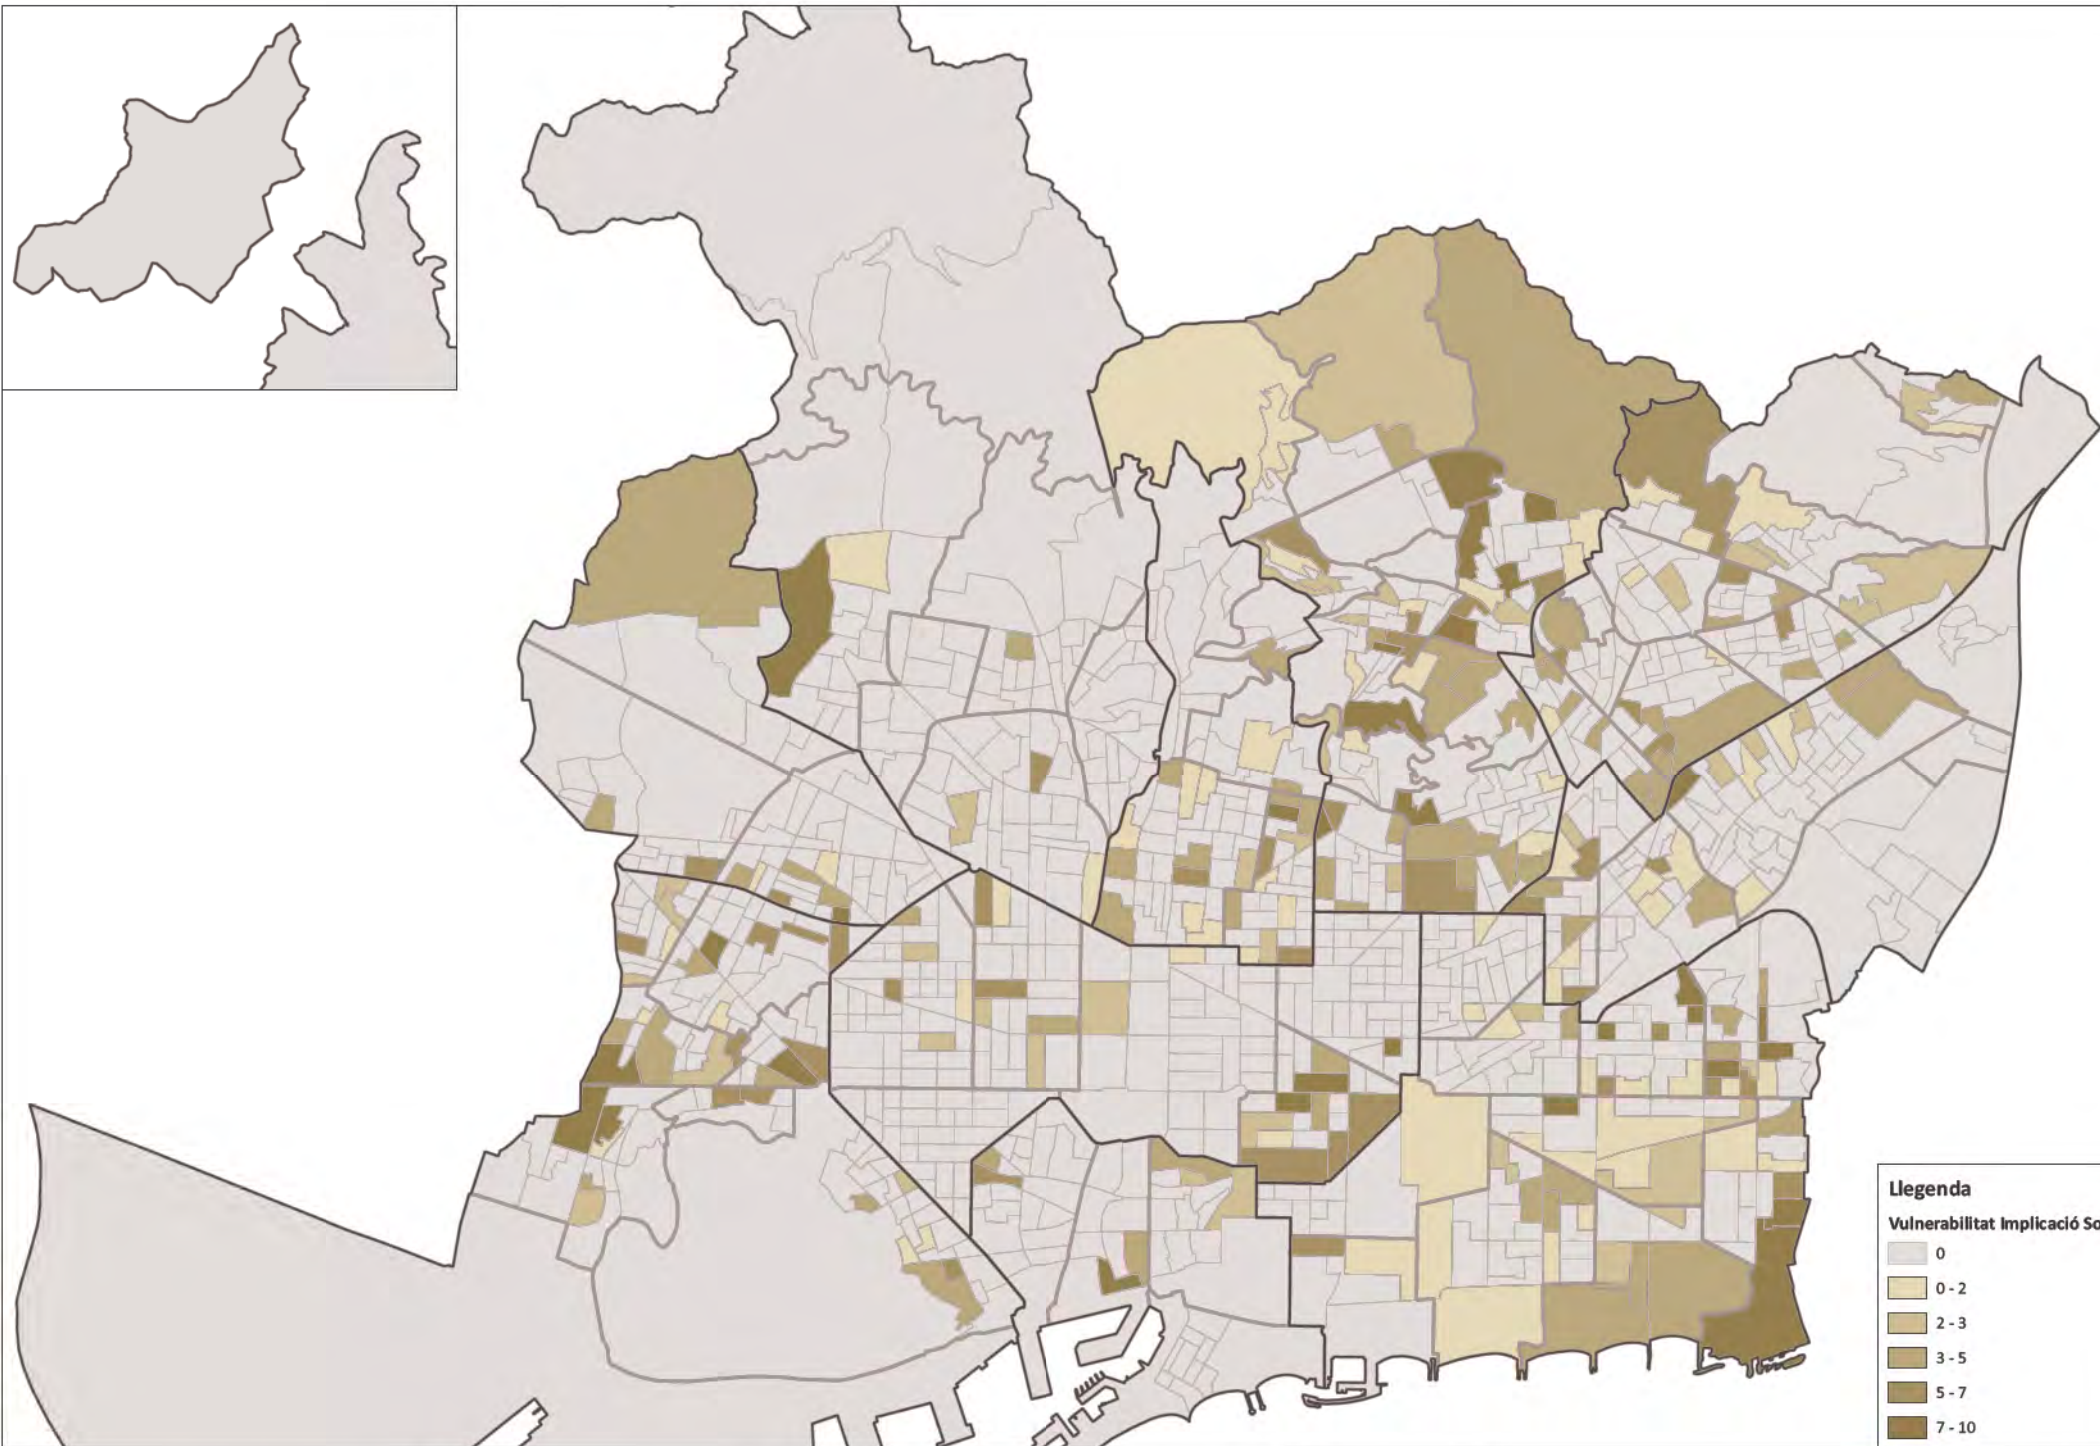 Llegenda
Vulnerabilitat Implicació So
0
0 - 2
2 - 3
3 - 5
5 - 7
7 - 10